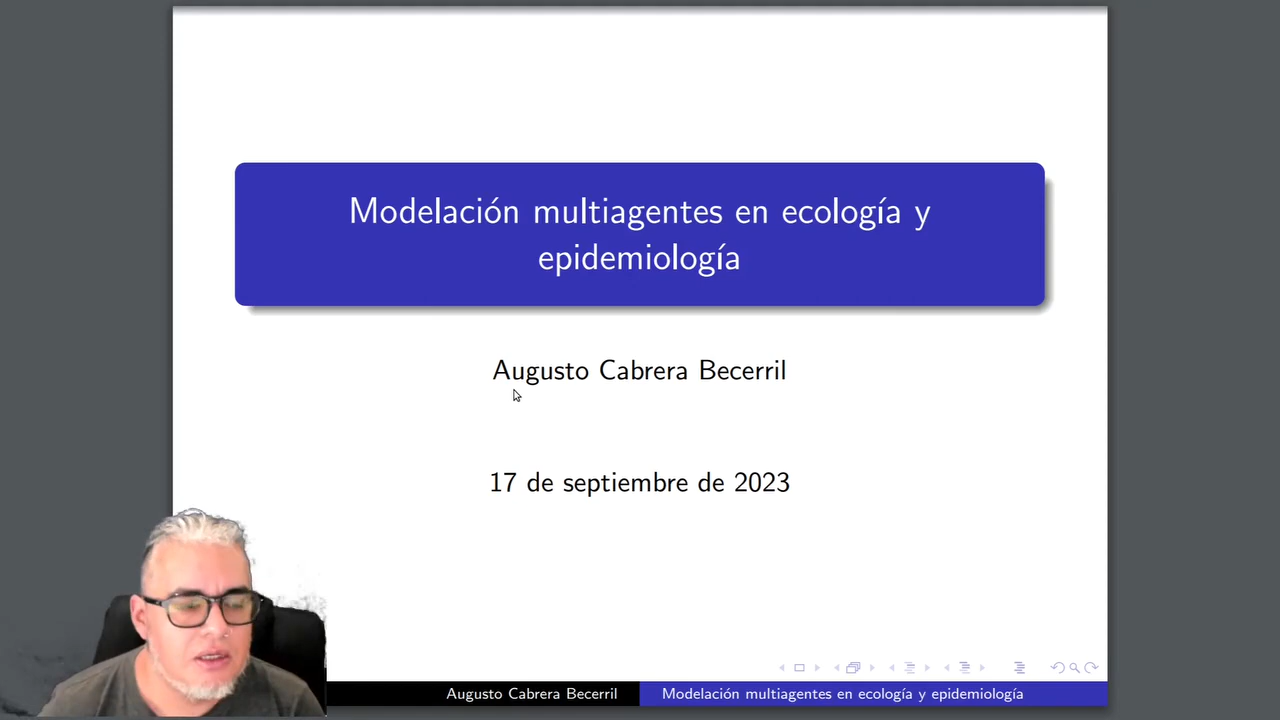 Modelación multiagentes en ecología y
epidemiología
Augusto Cabrera Becerril
17 de septiembre de 2023
Augusto Cabrera Becerril
Modelación multiagentes en ecología y epidemiología